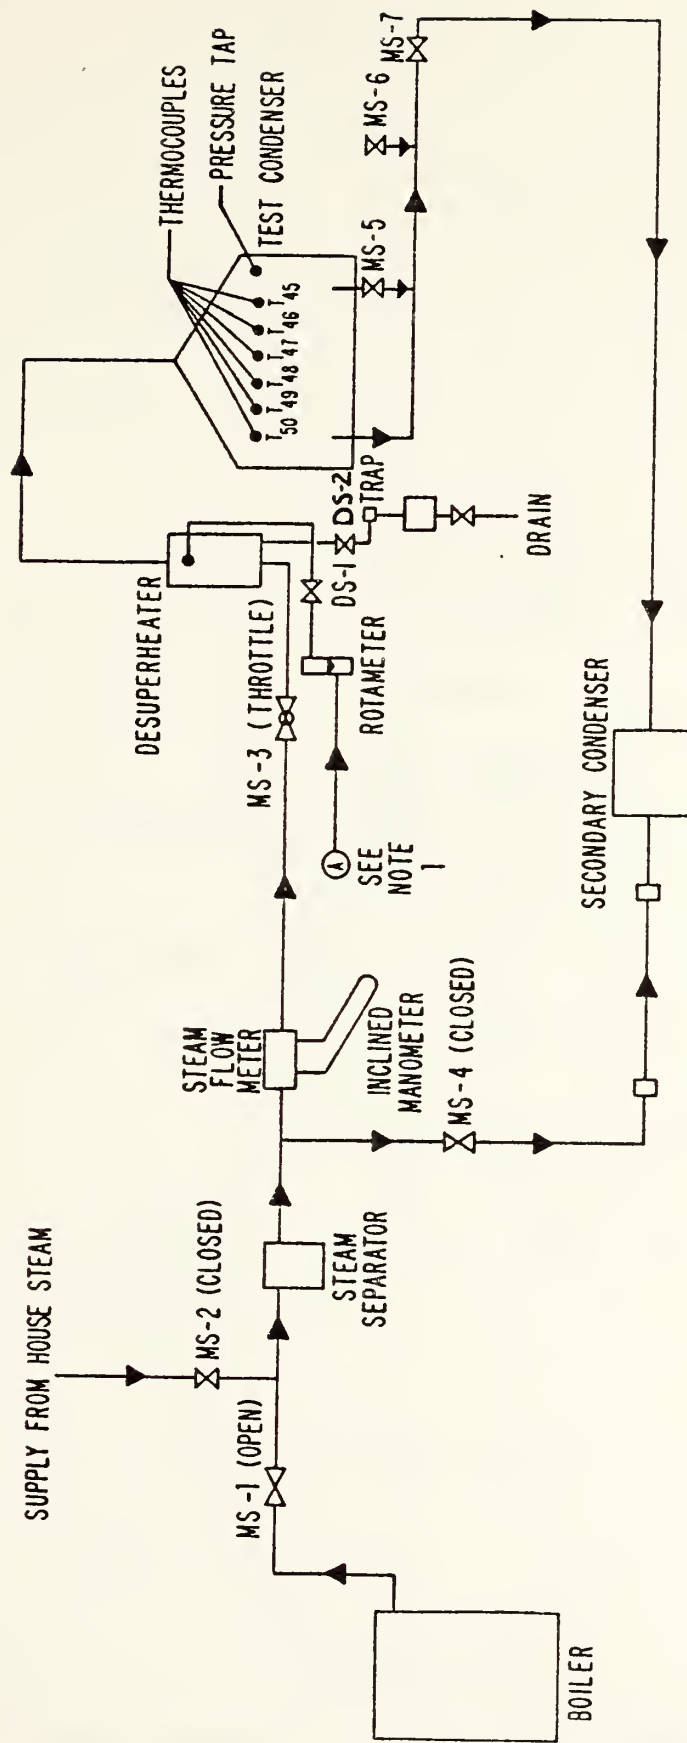 SUPPLY FROM HOUSE STEAM
MS-2 (CLOSED)
MS-1 (OPEN)
BOILER
STEAM
SEPARATOR
STEAM
FLOW
METER
INCLINED
MANOMETER
MS-4 (CLOSED)
MS-3 (THROTTLE)
A
SEE
NOTE
1
ROTAMETER
DESUPERHEATER
DS-1
DS-2
TRAP
DRAIN
THERMOCOUPLES
PRESSURE TAP
TEST CONDENSER
T50 T49 T48 T47 T46 T45
MS-5
MS-6
MS-7
SECONDARY CONDENSER